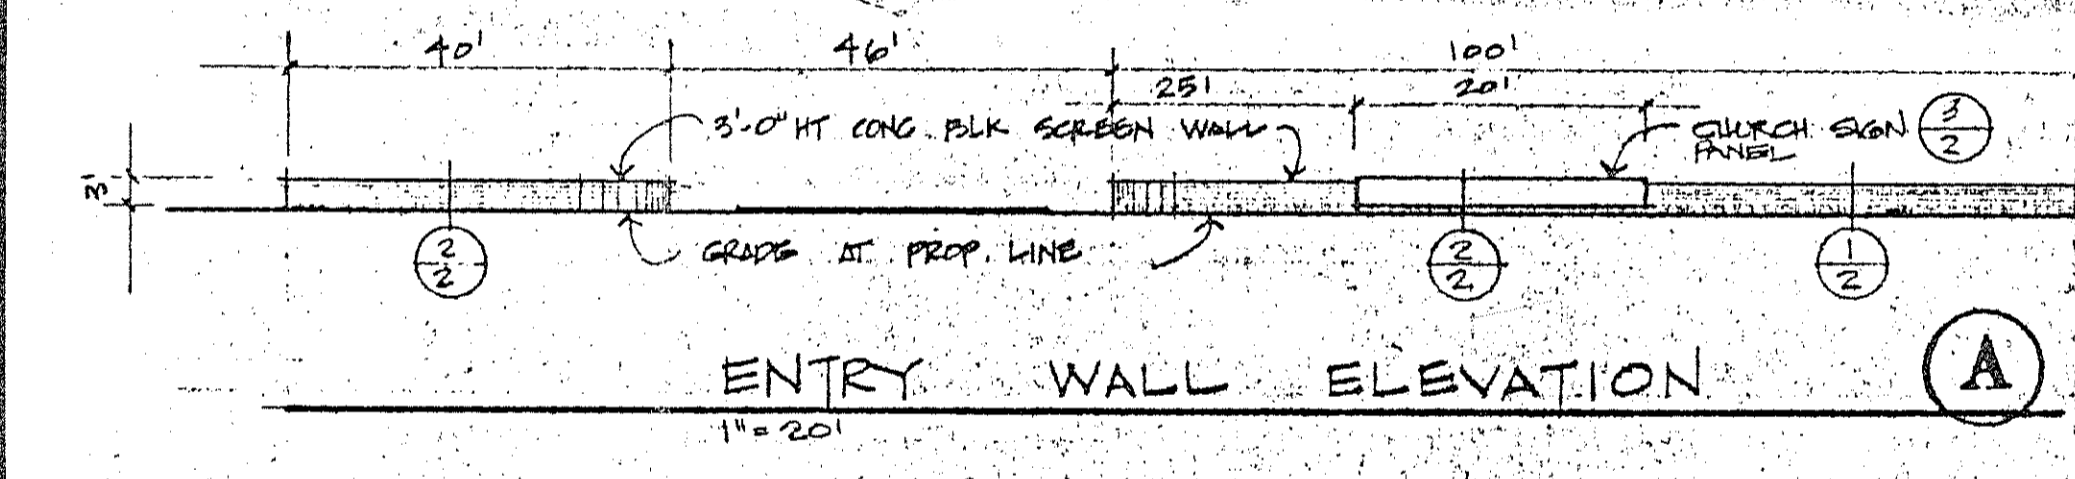 40' 46' 100'
25' 20'
3'-0" HT CONC. BLK SCREEN WALL
CHURCH SIGN
PANEL
3
2
3'
GRADE AT PROP. LINE
2
2
2
2
1
2
ENTRY WALL ELEVATION
A
1" = 20'